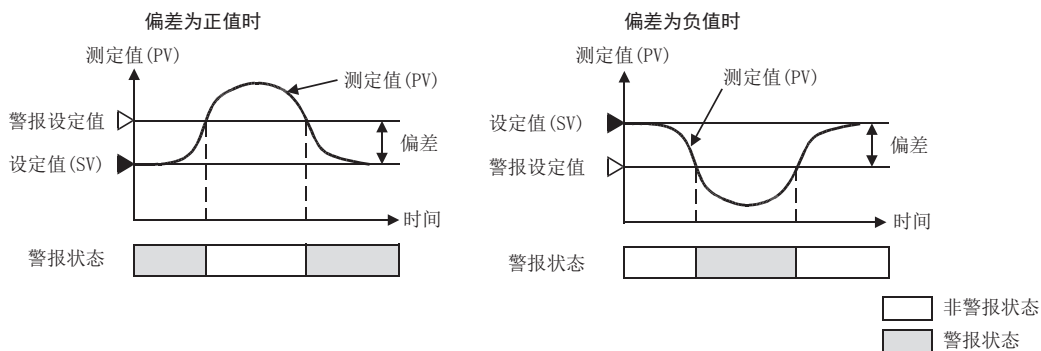 偏差为正值时
测定值(PV)
测定值(PV)
警报设定值
偏差
设定值(SV)
时间
警报状态
偏差为负值时
测定值(PV)
测定值(PV)
设定值(SV)
偏差
警报设定值
时间
警报状态
非警报状态
警报状态